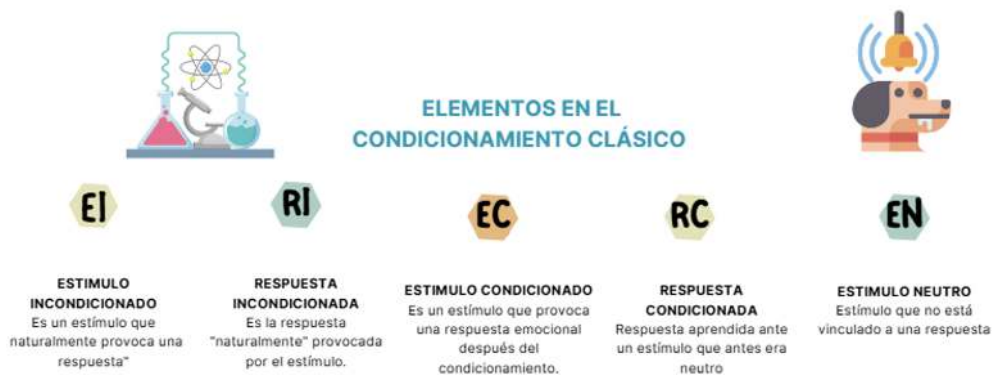 ELEMENTOS EN EL
CONDICIONAMIENTO CLÁSICO
EI
ESTIMULO
INCONDICIONADO
Es un estímulo que
naturalmente provoca una
respuesta"
RI
RESPUESTA
INCONDICIONADA
Es la respuesta
"naturalmente" provocada
por el estímulo.
EC
ESTIMULO CONDICIONADO
Es un estímulo que provoca
una respuesta emocional
después del
condicionamiento.
RC
RESPUESTA
CONDICIONADA
Respuesta aprendida ante
un estímulo que antes era
neutro
EN
ESTIMULO NEUTRO
Estímulo que no está
vinculado a una respuesta